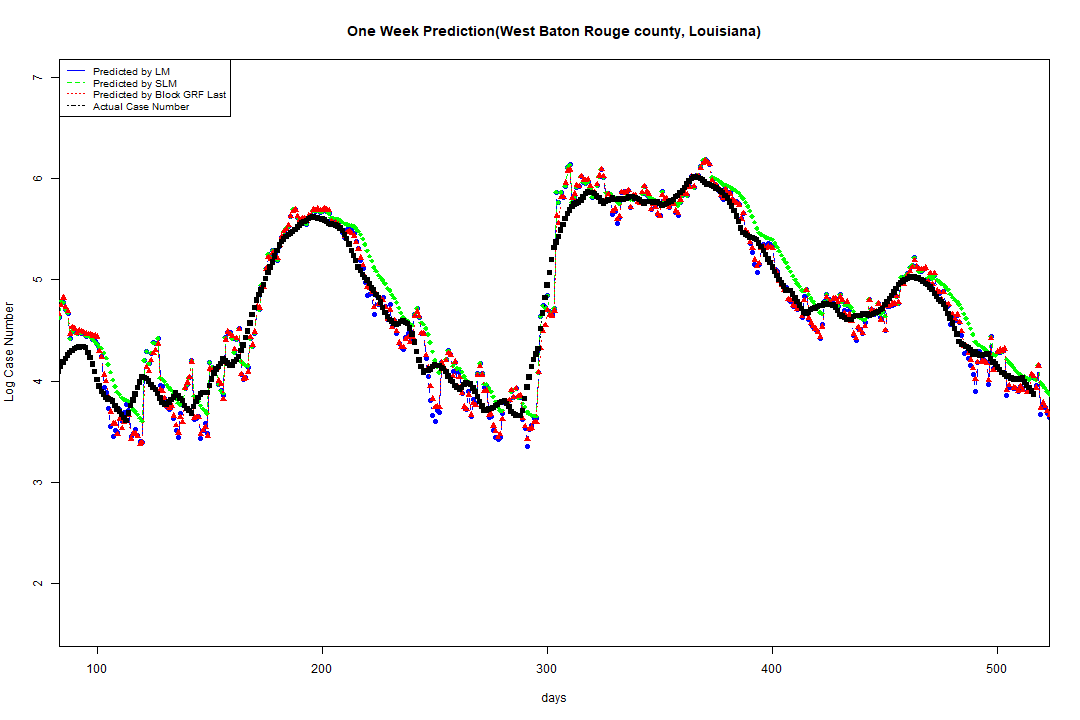 One Week Prediction(West Baton Rouge county, Louisiana)
Predicted by LM
Predicted by SLM
Predicted by Block GRF Last
Actual Case Number
7
6
5
4
3
2
Log Case Number
100 200 300 400 500
days